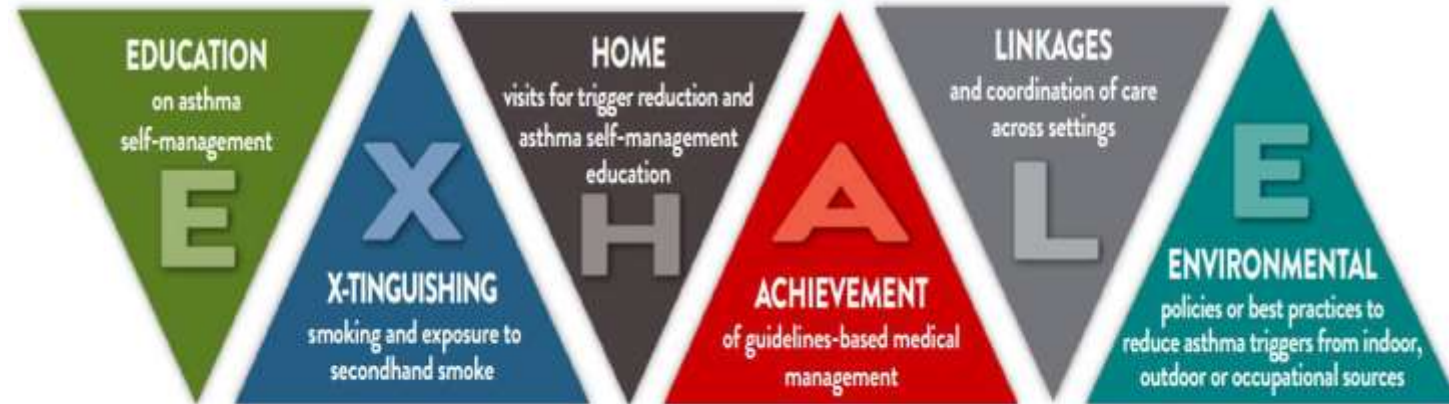 EDUCATION
on asthma
self-management
E
X
X-TINGUISHING
smoking and exposure to
secondhand smoke
HOME
visits for trigger reduction and
asthma self-management
education
H
A
ACHIEVEMENT
of guidelines-based medical
management
LINKAGES
and coordination of care
across settings
L
E
ENVIRONMENTAL
policies or best practices to
reduce asthma triggers from indoor,
outdoor or occupational sources